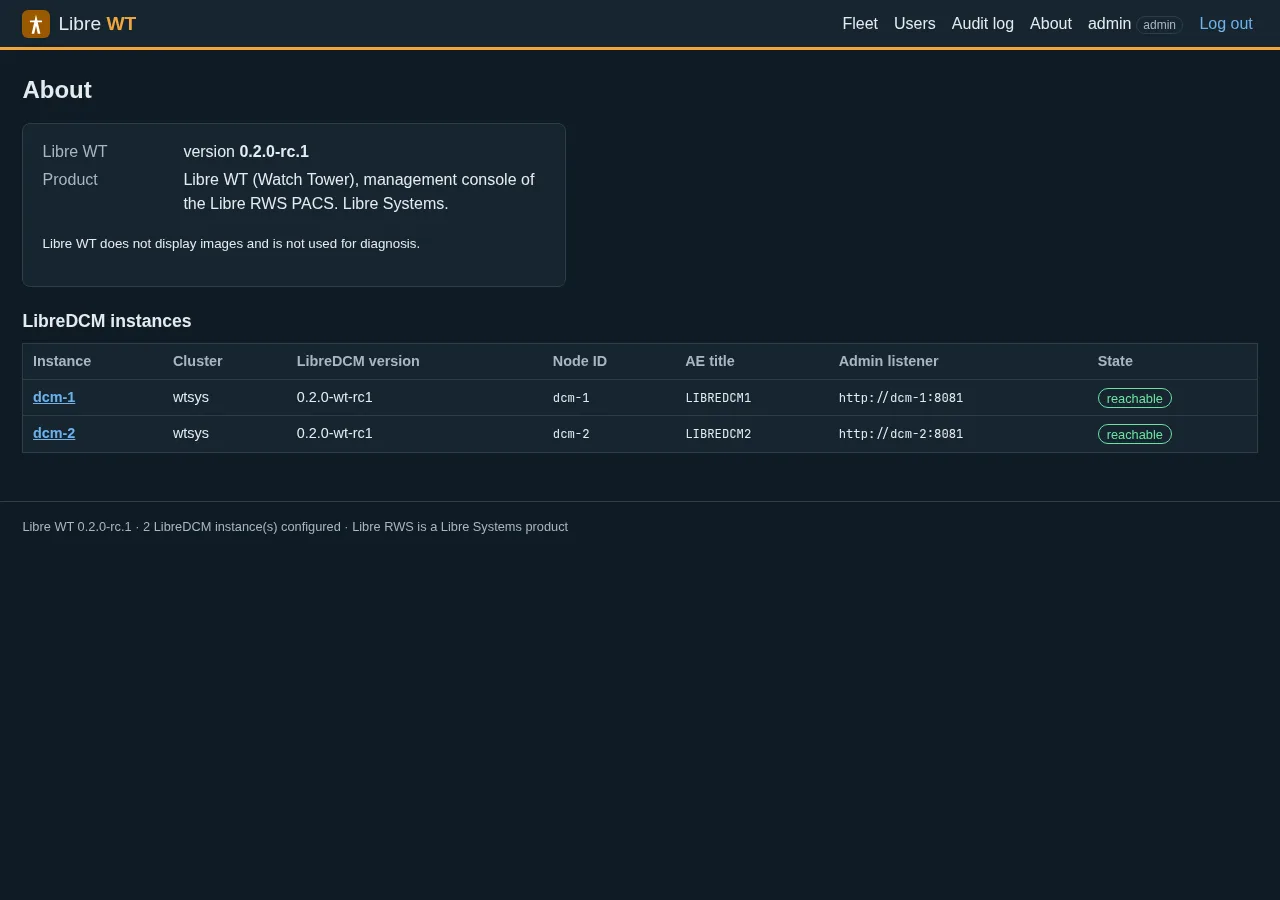 Libre WT
Fleet Users Audit log About admin admin Log out
About
Libre WT version 0.2.0-rc.1
Product Libre WT (Watch Tower), management console of
the Libre RWS PACS. Libre Systems.
Libre WT does not display images and is not used for diagnosis.
LibreDCM instances
Instance Cluster LibreDCM version Node ID AE title Admin listener State
dcm-1 wtsys 0.2.0-wt-rc1 dcm-1 LIBREDCM1 http://dcm-1:8081 reachable
dcm-2 wtsys 0.2.0-wt-rc1 dcm-2 LIBREDCM2 http://dcm-2:8081 reachable
Libre WT 0.2.0-rc.1 · 2 LibreDCM instance(s) configured · Libre RWS is a Libre Systems product